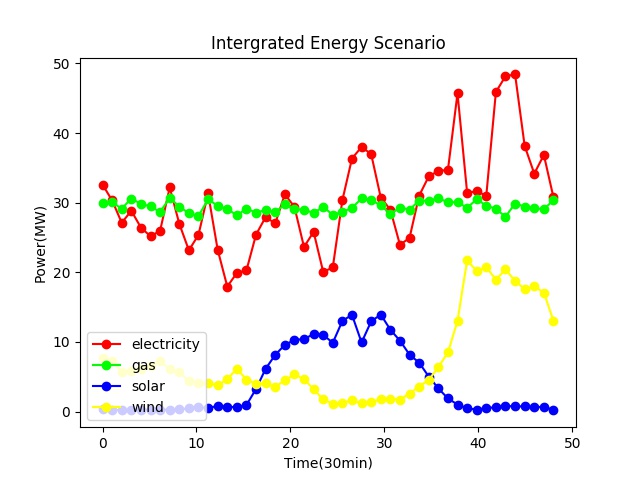 Intergrated Energy Scenario
Power(MW)
50
40
30
20
10
0
electricity
gas
solar
wind
0 10 20 30 40 50
Time(30min)